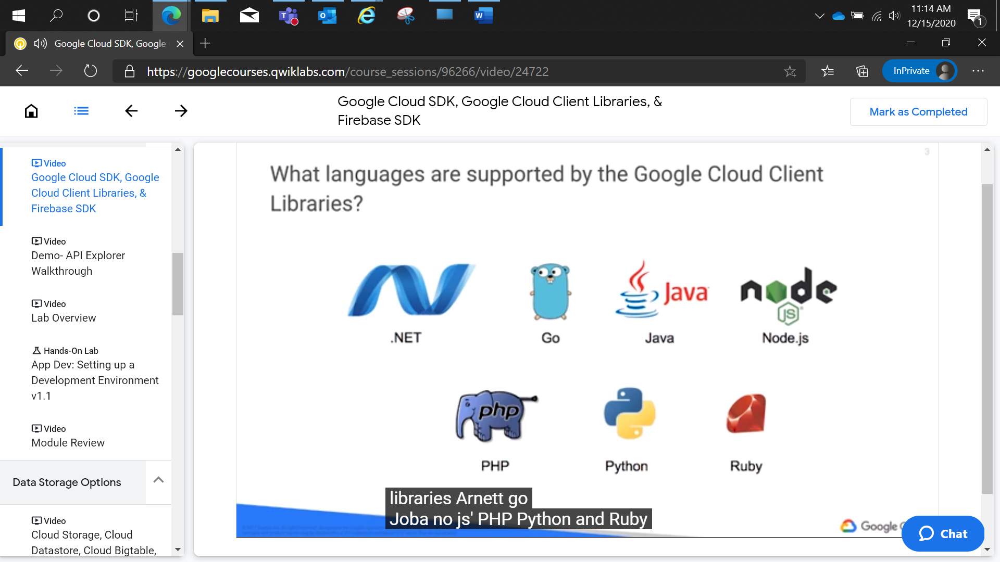 11:14 AM
12/15/2020
1
Google Cloud SDK, Google
https://googlecourses.qwiklabs.com/course_sessions/96266/video/24722
InPrivate
Google Cloud SDK, Google Cloud Client Libraries, &
Firebase SDK
Mark as Completed
Video
Google Cloud SDK, Google
Cloud Client Libraries, &
Firebase SDK
Video
Demo- API Explorer
Walkthrough
Video
Lab Overview
Hands-On Lab
App Dev: Setting up a
Development Environment
v1.1
Video
Module Review
Data Storage Options
Video
Cloud Storage, Cloud
Datastore, Cloud Bigtable,
3
What languages are supported by the Google Cloud Client
Libraries?
Java
node
JS
.NET
Go
Java
Node.js
php
PHP
Python
Ruby
libraries Arnett go
Joba no js' PHP Python and Ruby
Google
Chat